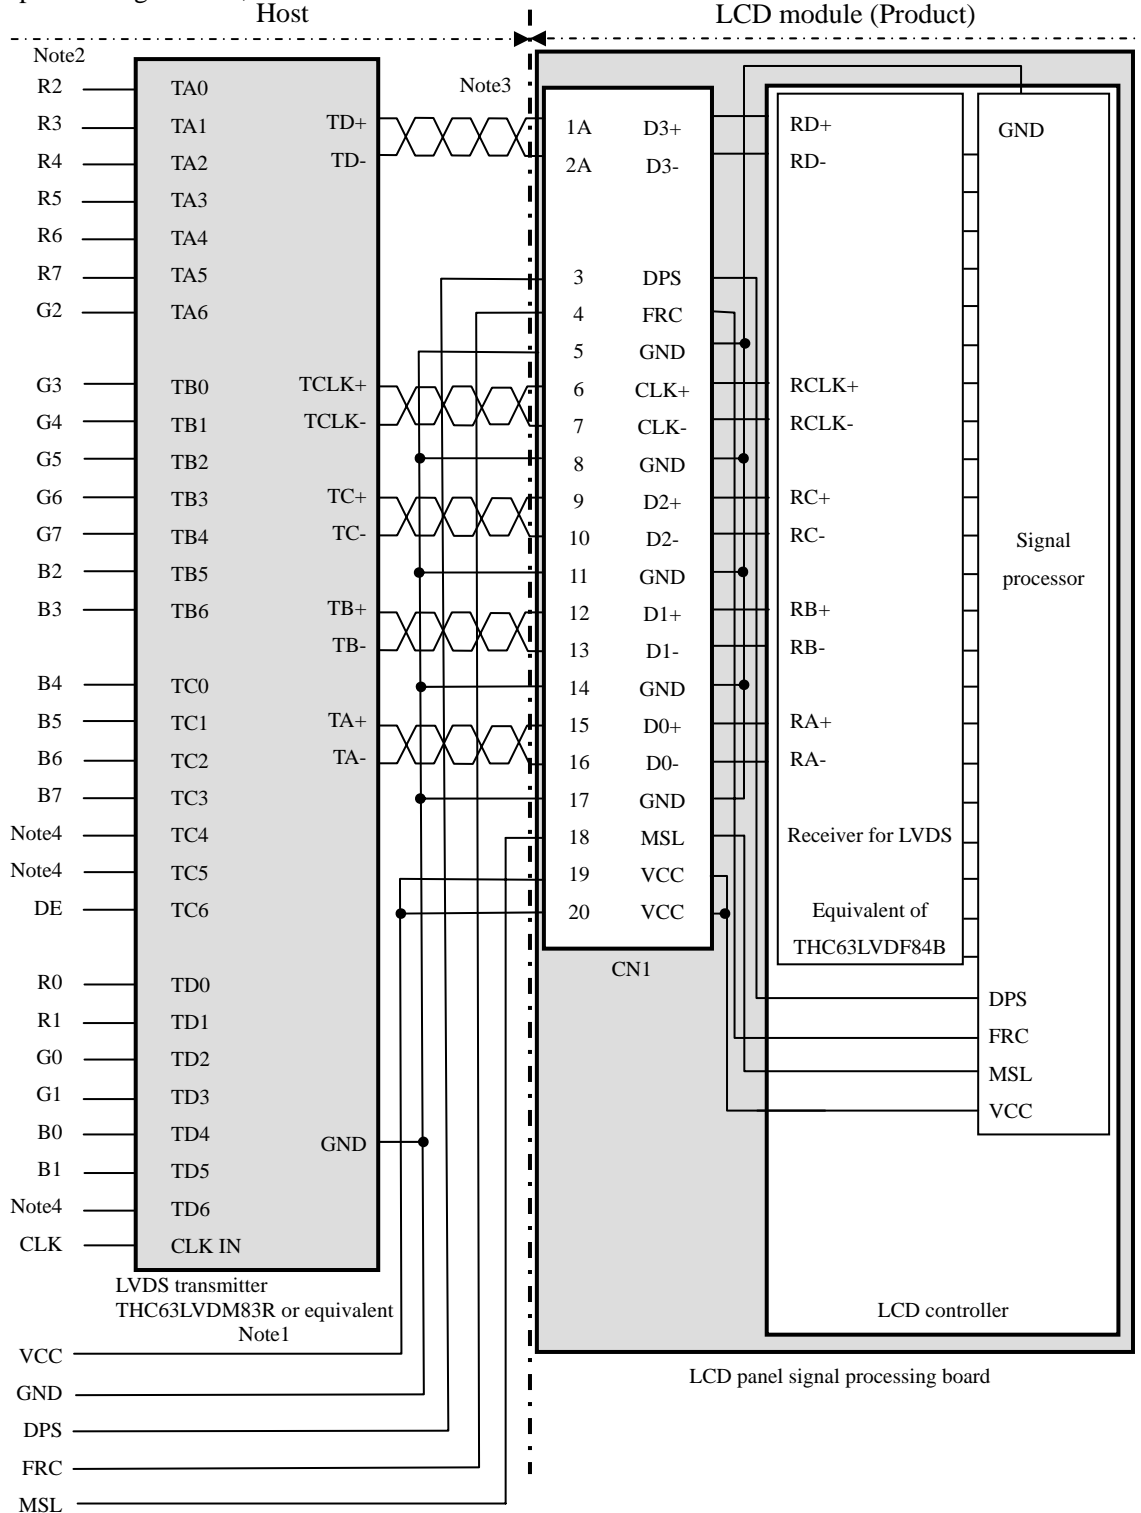 Host
LCD module (Product)
Note2
Note3
R2 TA0
R3 TA1 TD+ 1A D3+ RD+ GND
R4 TA2 TD- 2A D3- RD-
R5 TA3
R6 TA4
R7 TA5 3 DPS
G2 TA6 4 FRC
5 GND
G3 TB0 TCLK+ 6 CLK+ RCLK+
G4 TB1 TCLK- 7 CLK- RCLK-
G5 TB2 8 GND
G6 TB3 TC+ 9 D2+ RC+
G7 TB4 TC- 10 D2- RC- Signal
B2 TB5 11 GND processor
B3 TB6 TB+ 12 D1+ RB+
TB- 13 D1- RB-
B4 TC0 14 GND
B5 TC1 TA+ 15 D0+ RA+
B6 TC2 TA- 16 D0- RA-
B7 TC3 17 GND
Note4 TC4 18 MSL Receiver for LVDS
Note4 TC5 19 VCC
DE TC6 20 VCC Equivalent of
THC63LVDF84B
CN1
R0 TD0 DPS
R1 TD1 FRC
G0 TD2 MSL
G1 TD3 VCC
B0 TD4 GND
B1 TD5
Note4 TD6
CLK CLK IN
LVDS transmitter
THC63LVDM83R or equivalent
Note1
LCD controller
VCC
LCD panel signal processing board
GND
DPS
FRC
MSL